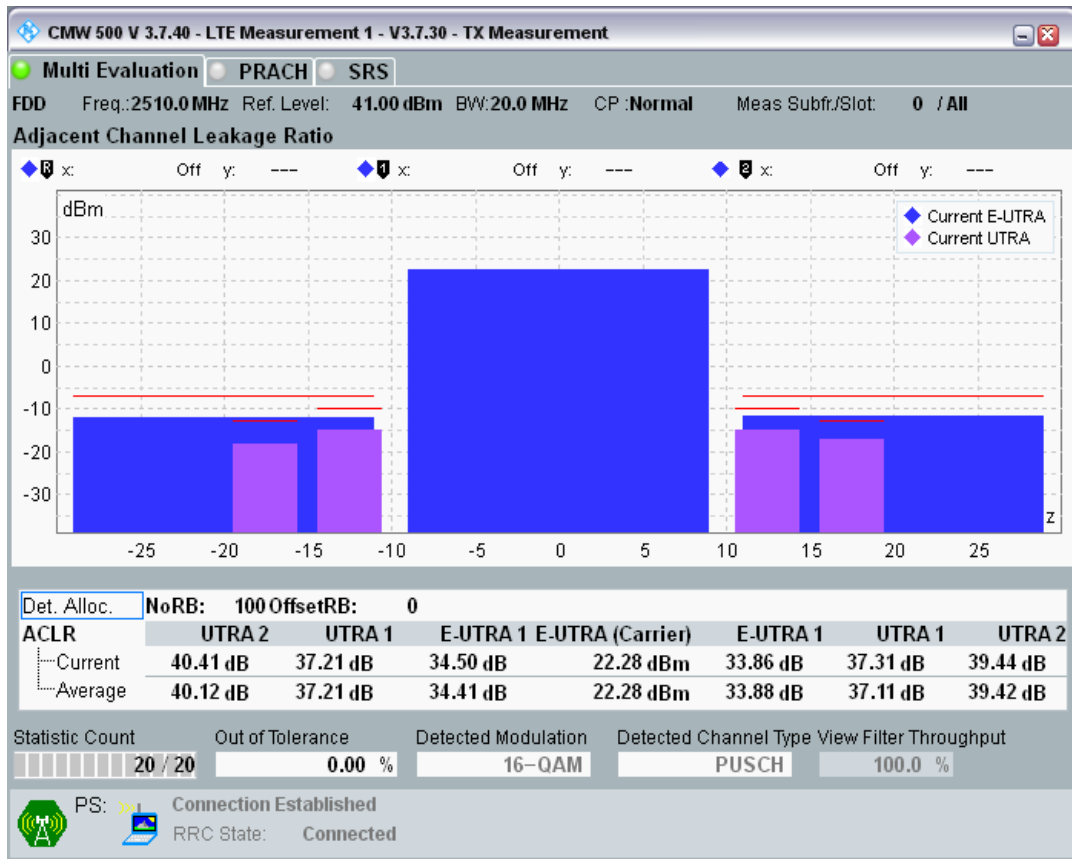 CMW 500 V 3.7.40 - LTE Measurement 1 - V3.7.30 - TX Measurement
Multi Evaluation PRACH SRS
FDD Freq.:2510.0 MHz Ref. Level: 41.00 dBm BW:20.0 MHz CP :Normal Meas Subfr./Slot: 0 / All
Adjacent Channel Leakage Ratio
R x: Off y: --- 1 x: Off y: --- 2 x: Off y: ---
dBm
Current E-UTRA
Current UTRA
30
20
10
0
-10
-20
-30
z
-25 -20 -15 -10 -5 0 5 10 15 20 25
Det. Alloc. NoRB: 100 OffsetRB: 0
ACLR UTRA 2 UTRA 1 E-UTRA 1 E-UTRA (Carrier) E-UTRA 1 UTRA 1 UTRA 2
Current 40.41 dB 37.21 dB 34.50 dB 22.28 dBm 33.86 dB 37.31 dB 39.44 dB
Average 40.12 dB 37.21 dB 34.41 dB 22.28 dBm 33.88 dB 37.11 dB 39.42 dB
Statistic Count Out of Tolerance Detected Modulation Detected Channel Type View Filter Throughput
20 / 20 0.00 % 16-QAM PUSCH 100.0 %
PS: Connection Established
RRC State: Connected